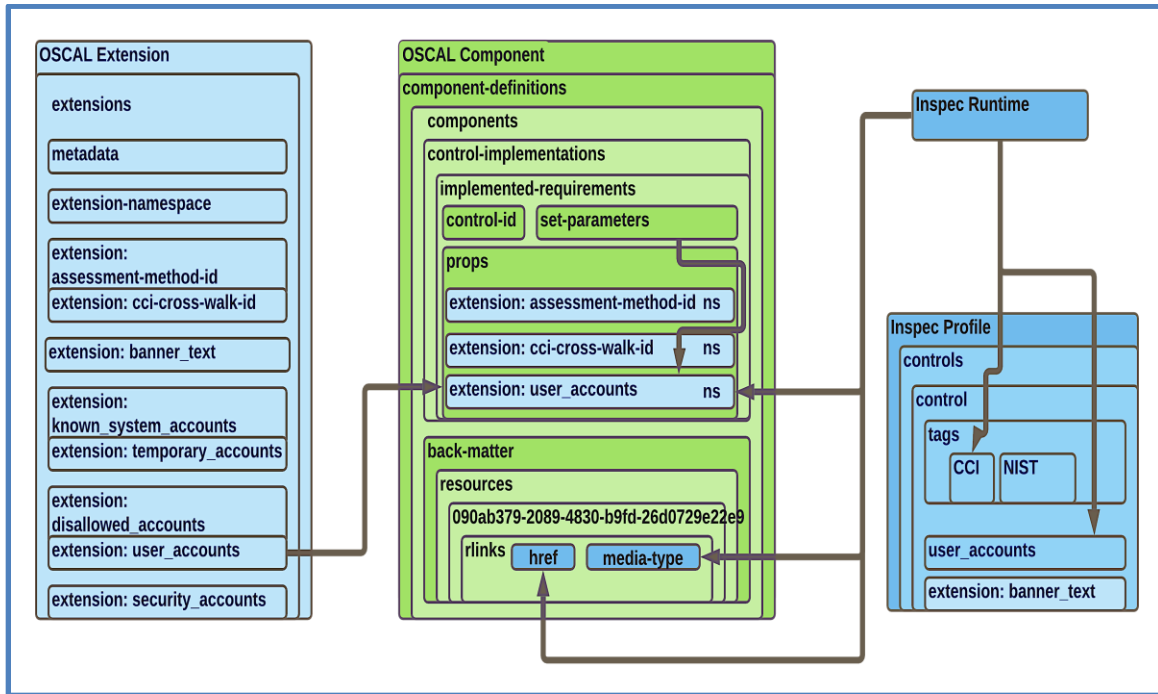 OSCAL Extension
extensions
metadata
extension-namespace
extension:
assessment-method-id
extension: cci-cross-walk-id
extension: banner_text
extension:
known_system_accounts
extension: temporary_accounts
extension:
disallowed_accounts
extension: user_accounts
extension: security_accounts
OSCAL Component
component-definitions
components
control-implementations
implemented-requirements
control-id
set-parameters
props
extension: assessment-method-id ns
extension: cci-cross-walk-id ns
extension: user_accounts ns
back-matter
resources
090ab379-2089-4830-b9fd-26d0729e22e9
rlinks
href
media-type
Inspec Runtime
Inspec Profile
controls
control
tags
CCI
NIST
user_accounts
extension: banner_text